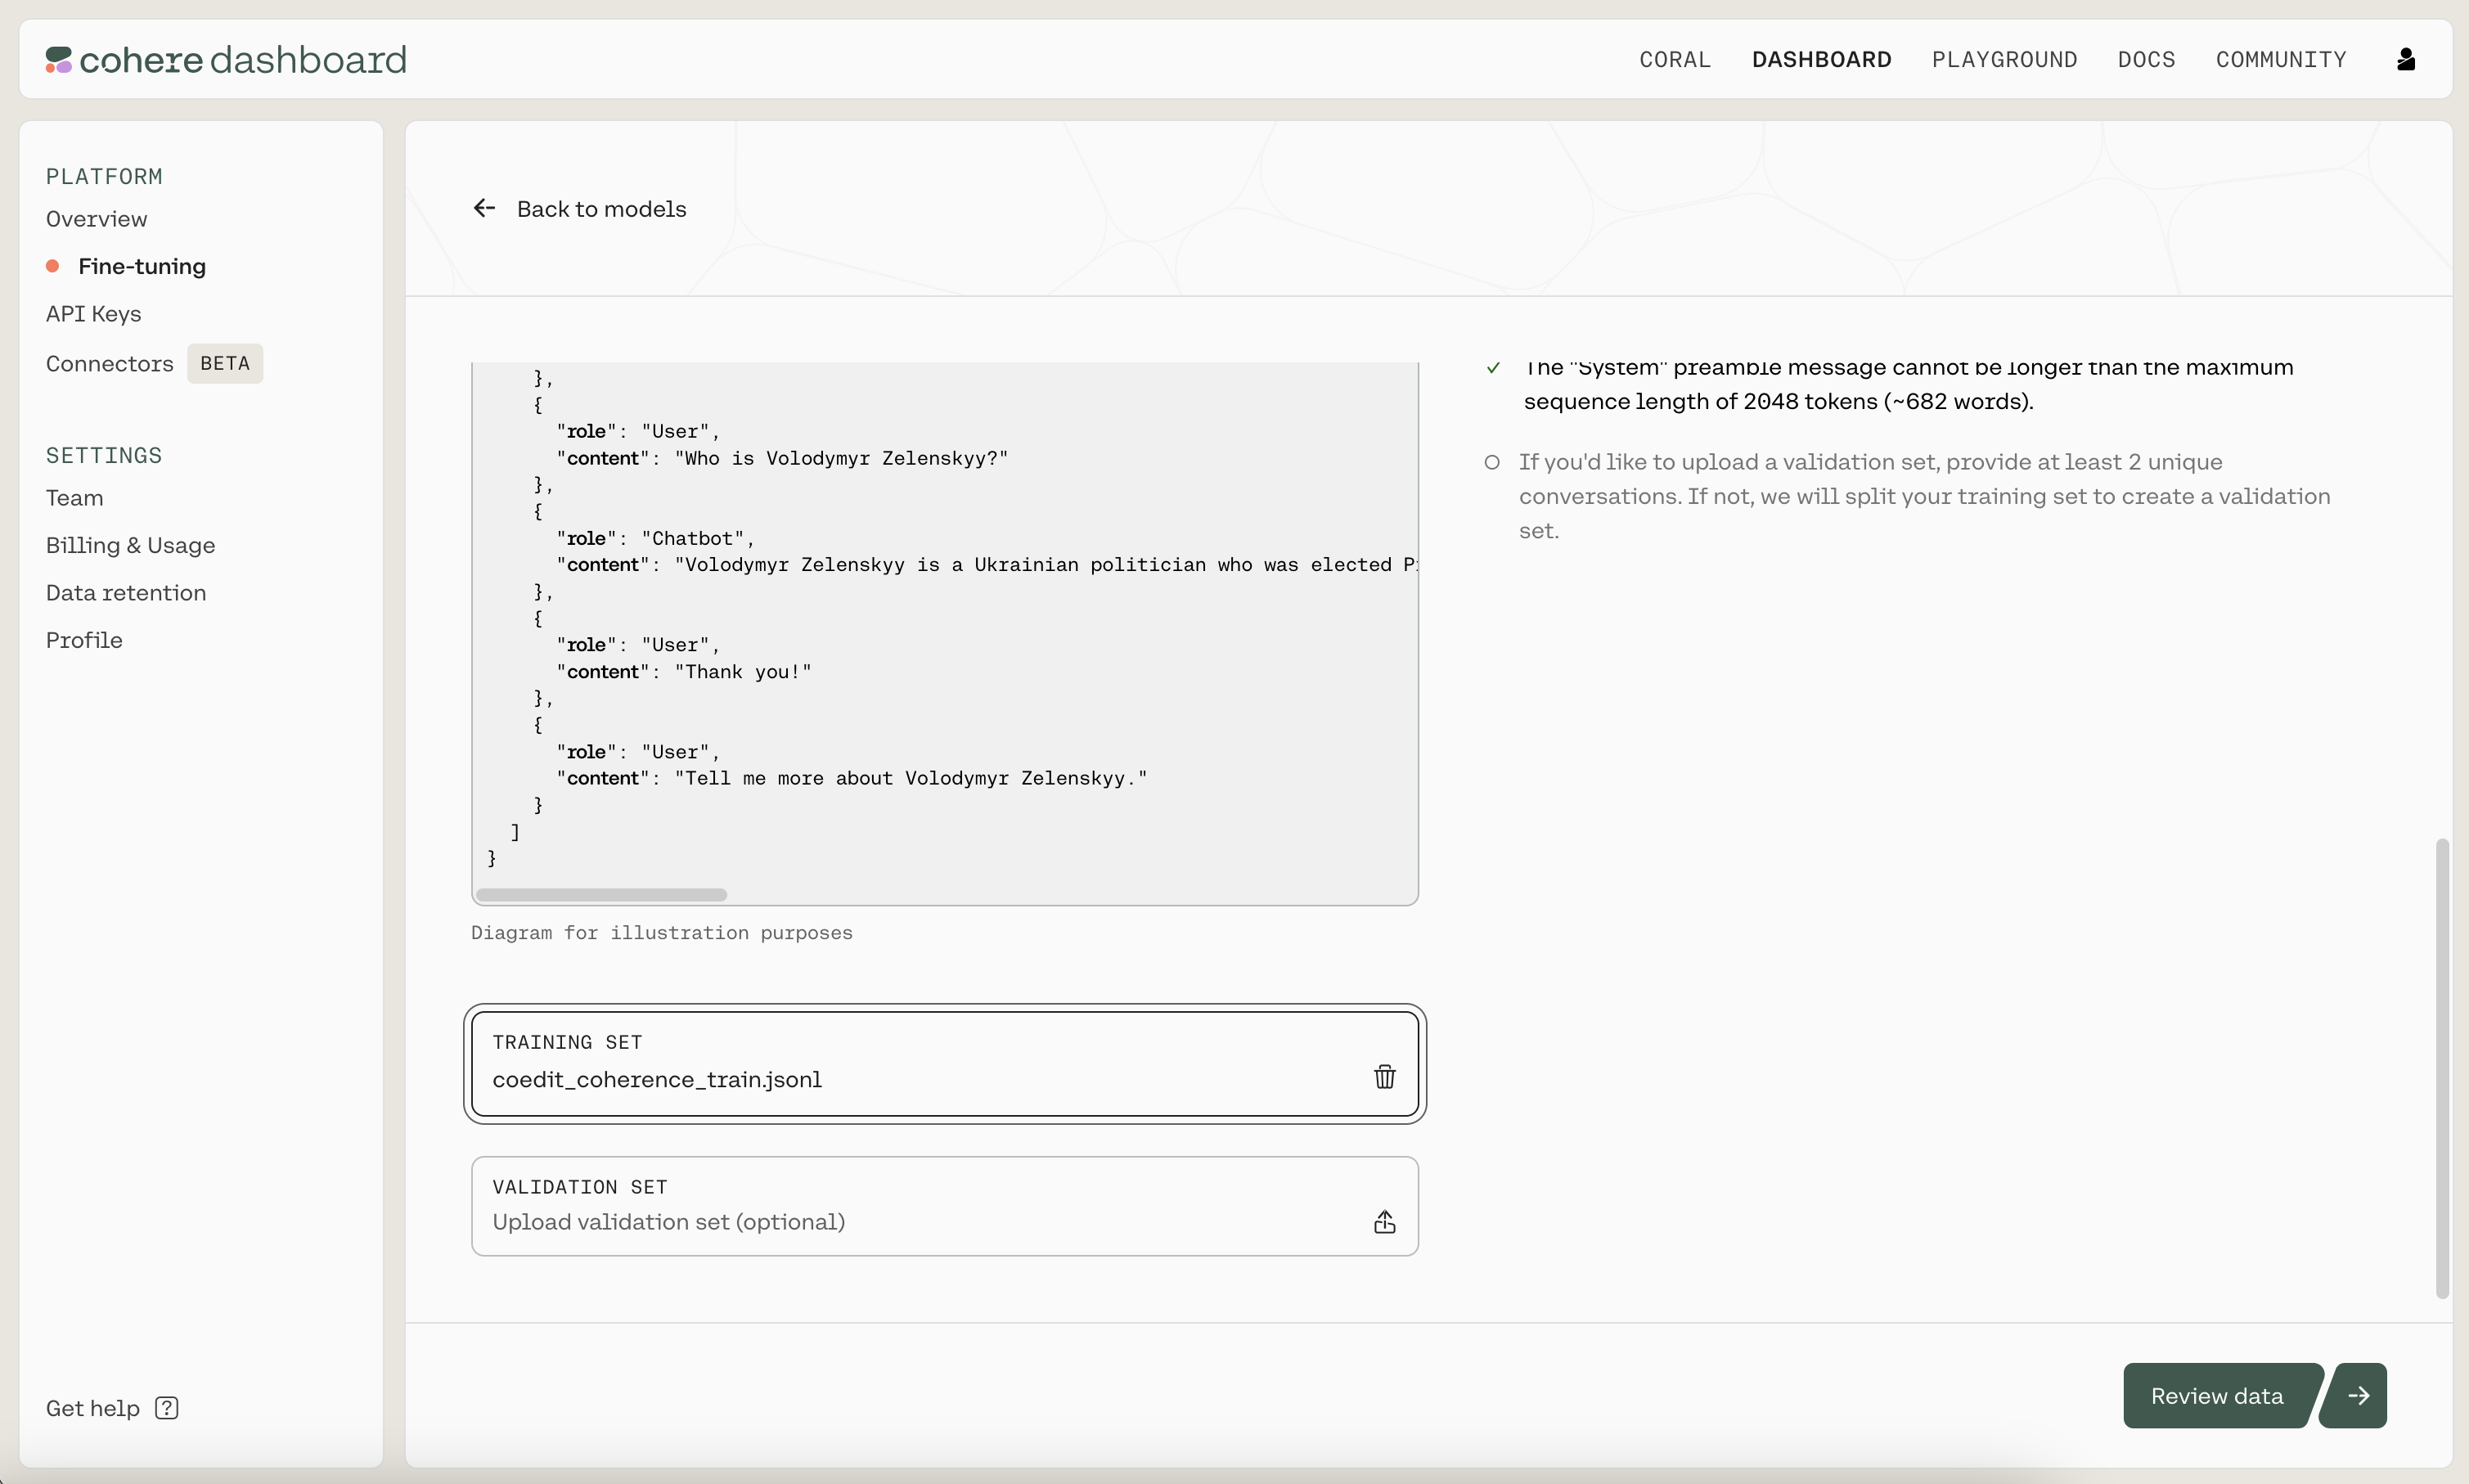 cohere dashboard
CORAL DASHBOARD PLAYGROUND DOCS COMMUNITY
PLATFORM
Overview
Fine-tuning
API Keys
Connectors BETA
SETTINGS
Team
Billing & Usage
Data retention
Profile
Get help ?
Back to models
},
{
"role": "User",
"content": "Who is Volodymyr Zelenskyy?"
},
{
"role": "Chatbot",
"content": "Volodymyr Zelenskyy is a Ukrainian politician who was elected
},
{
"role": "User",
"content": "Thank you!"
},
{
"role": "User",
"content": "Tell me more about Volodymyr Zelenskyy."
}
]
}
Diagram for illustration purposes
TRAINING SET
coedit_coherence_train.jsonl
VALIDATION SET
Upload validation set (optional)
The "System" preamble message cannot be longer than the maximum
sequence length of 2048 tokens (~682 words).
If you'd like to upload a validation set, provide at least 2 unique
conversations. If not, we will split your training set to create a validation
set.
Review data